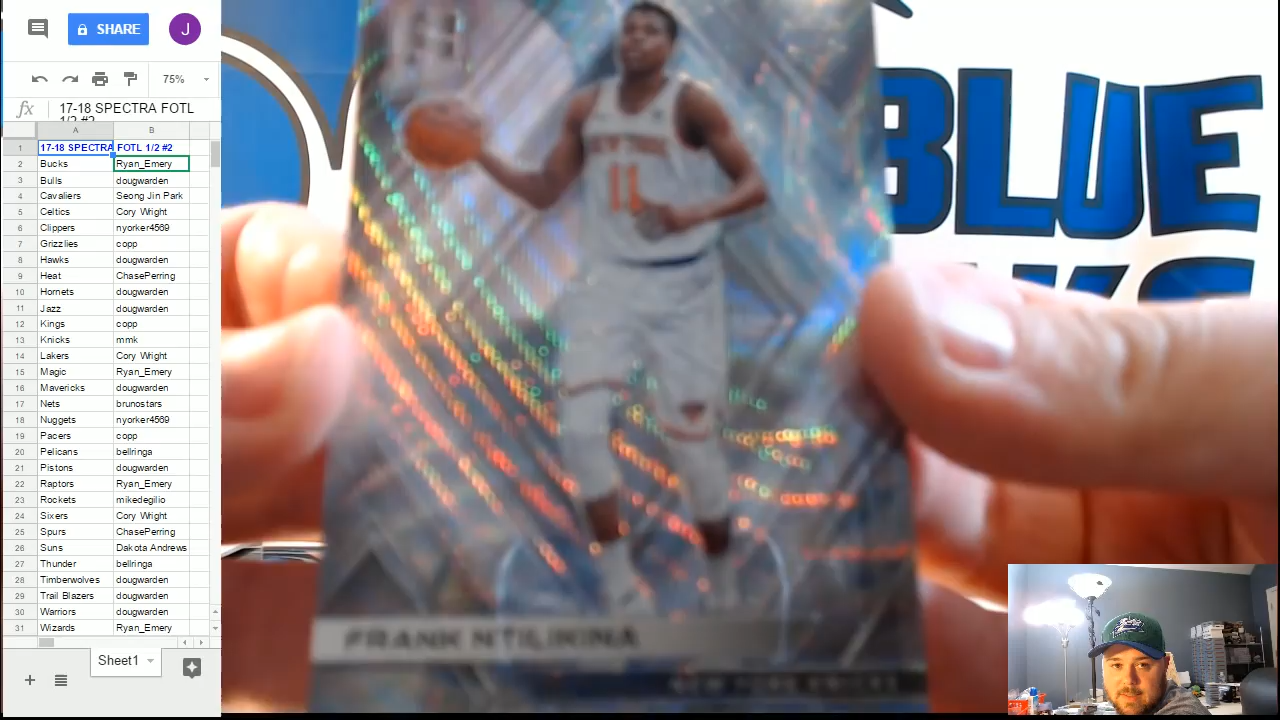 SHARE
J
75%
fx
17-18 SPECTRA FOTL
1/2 #2
A B
1 17-18 SPECTRA FOTL 1/2 #2
2 Bucks Ryan_Emery
3 Bulls dougwarden
4 Cavaliers Seong Jin Park
5 Celtics Cory Wright
6 Clippers nyorker4569
7 Grizzlies copp
8 Hawks dougwarden
9 Heat ChasePerring
10 Hornets dougwarden
11 Jazz dougwarden
12 Kings copp
13 Knicks mmk
14 Lakers Cory Wright
15 Magic Ryan_Emery
16 Mavericks dougwarden
17 Nets brunostars
18 Nuggets nyorker4569
19 Pacers copp
20 Pelicans bellringa
21 Pistons dougwarden
22 Raptors Ryan_Emery
23 Rockets mikedegilio
24 Sixers Cory Wright
25 Spurs ChasePerring
26 Suns Dakota Andrews
27 Thunder bellringa
28 Timberwolves dougwarden
29 Trail Blazers dougwarden
30 Warriors dougwarden
31 Wizards Ryan_Emery
Sheet1
BLUE
NEW YORK
11
FRANK NTILIKINA
NEW YORK KNICKS